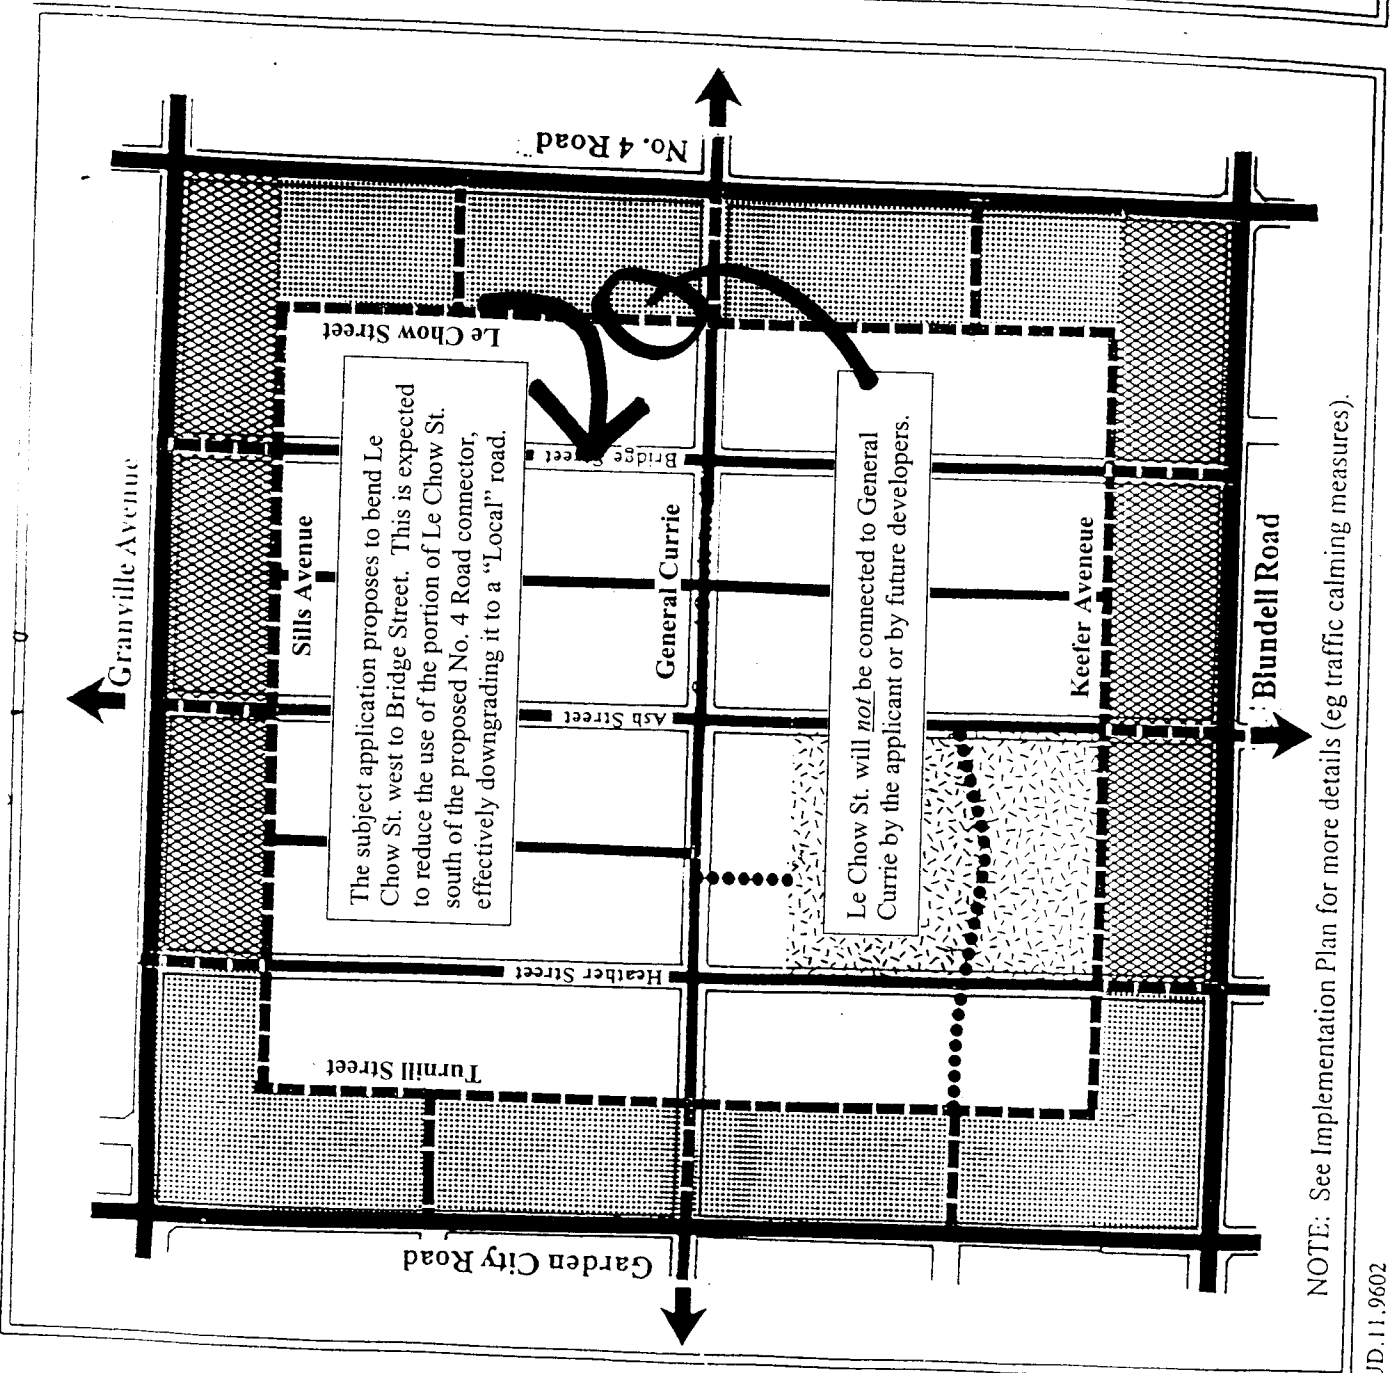 Granville Avenue
No. 4 Road
Le Chow Street
Sills Avenue
The subject application proposes to bend Le
Chow St. west to Bridge Street. This is expected
to reduce the use of the portion of Le Chow St.
south of the proposed No. 4 Road connector,
effectively downgrading it to a "Local" road.
Bridge Street
General Currie
Ash Street
Le Chow St. will not be connected to General
Currie by the applicant or by future developers.
Heather Street
Turnill Street
Keefer Aveneue
Garden City Road
Blundell Road
NOTE: See Implementation Plan for more details (eg traffic calming measures).
UD.11.9602